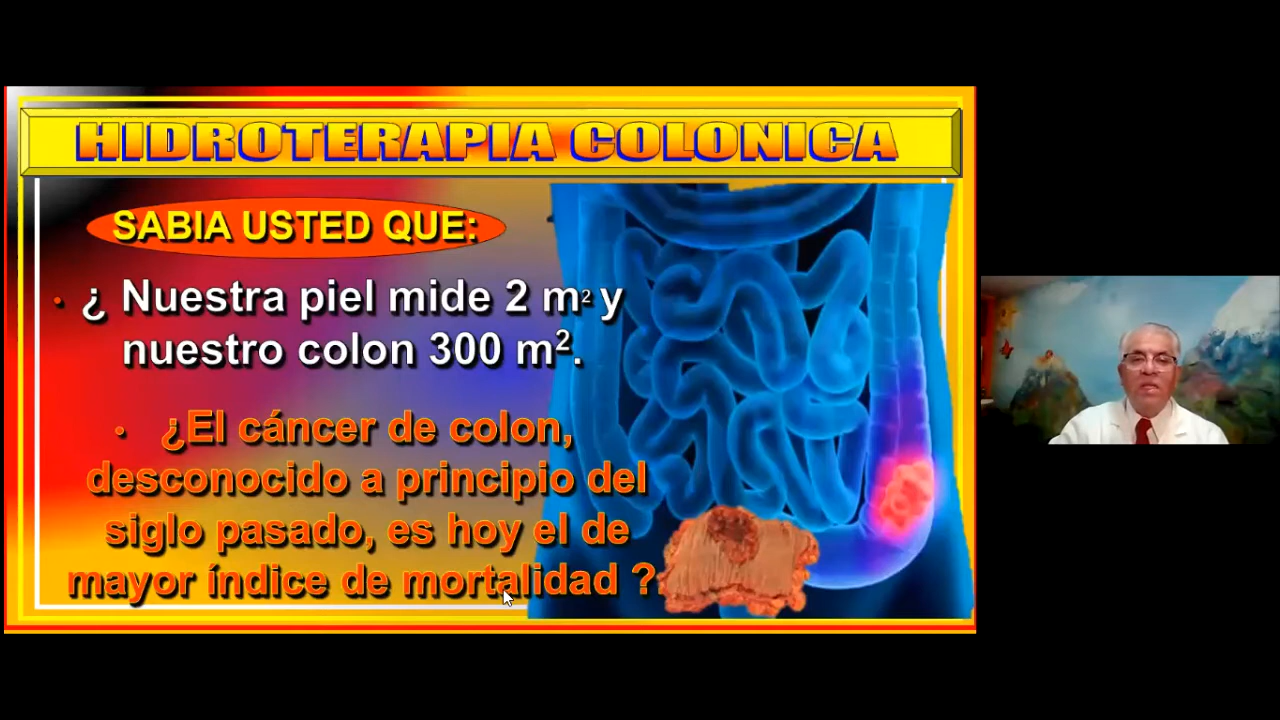 HIDROTERAPIA COLONICA
SABIA USTED QUE:
• ¿ Nuestra piel mide 2 m² y
nuestro colon 300 m².
• ¿El cáncer de colon,
desconocido a principio del
siglo pasado, es hoy el de
mayor índice de mortalidad ?